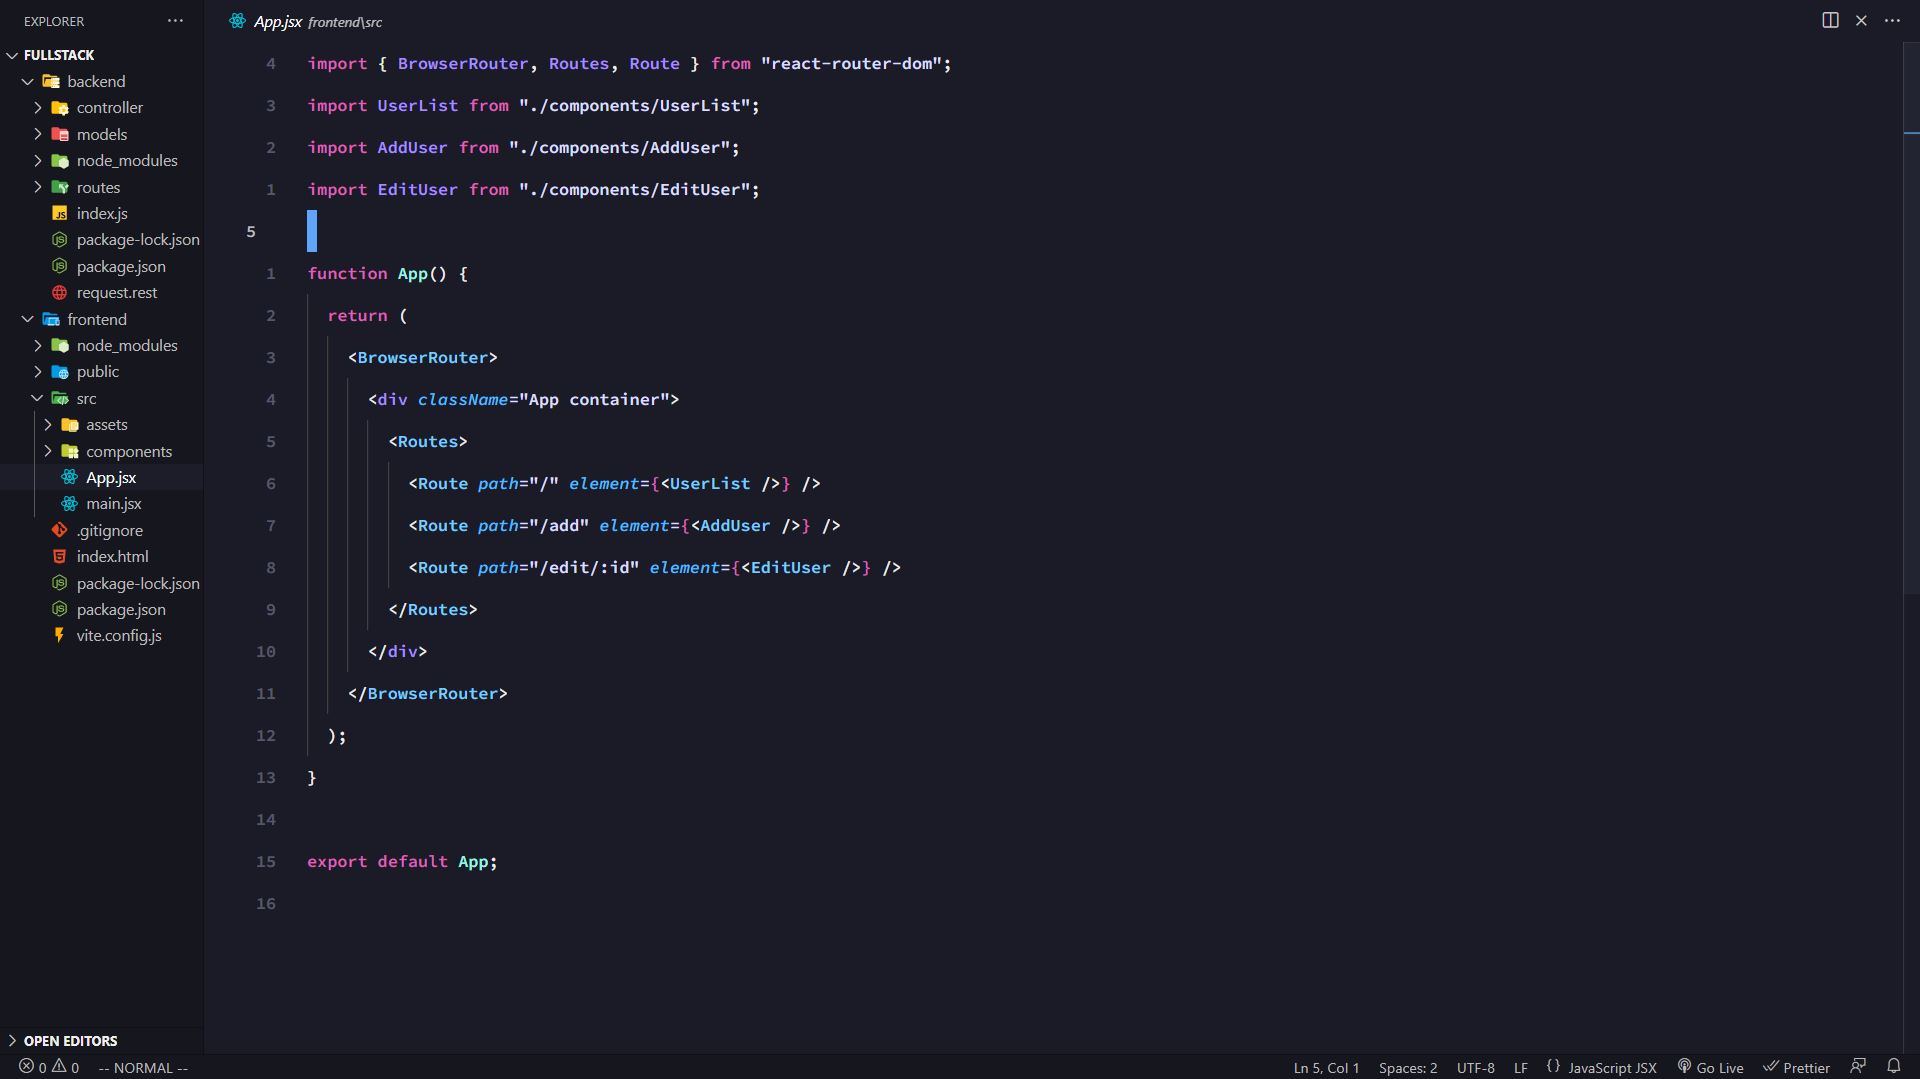 EXPLORER
FULLSTACK
backend
controller
models
node_modules
routes
index.js
package-lock.json
package.json
request.rest
frontend
node_modules
public
src
assets
components
App.jsx
main.jsx
.gitignore
index.html
package-lock.json
package.json
vite.config.js
OPEN EDITORS
App.jsx frontend\src
4 import { BrowserRouter, Routes, Route } from "react-router-dom";
3 import UserList from "./components/UserList";
2 import AddUser from "./components/AddUser";
1 import EditUser from "./components/EditUser";
5
1 function App() {
2 return (
3 <BrowserRouter>
4 <div className="App container">
5 <Routes>
6 <Route path="/" element={<UserList />} />
7 <Route path="/add" element={<AddUser />} />
8 <Route path="/edit/:id" element={<EditUser />} />
9 </Routes>
10 </div>
11 </BrowserRouter>
12 );
13 }
14
15 export default App;
16
0 0 -- NORMAL -- Ln 5, Col 1 Spaces: 2 UTF-8 LF {} JavaScript JSX Go Live Prettier